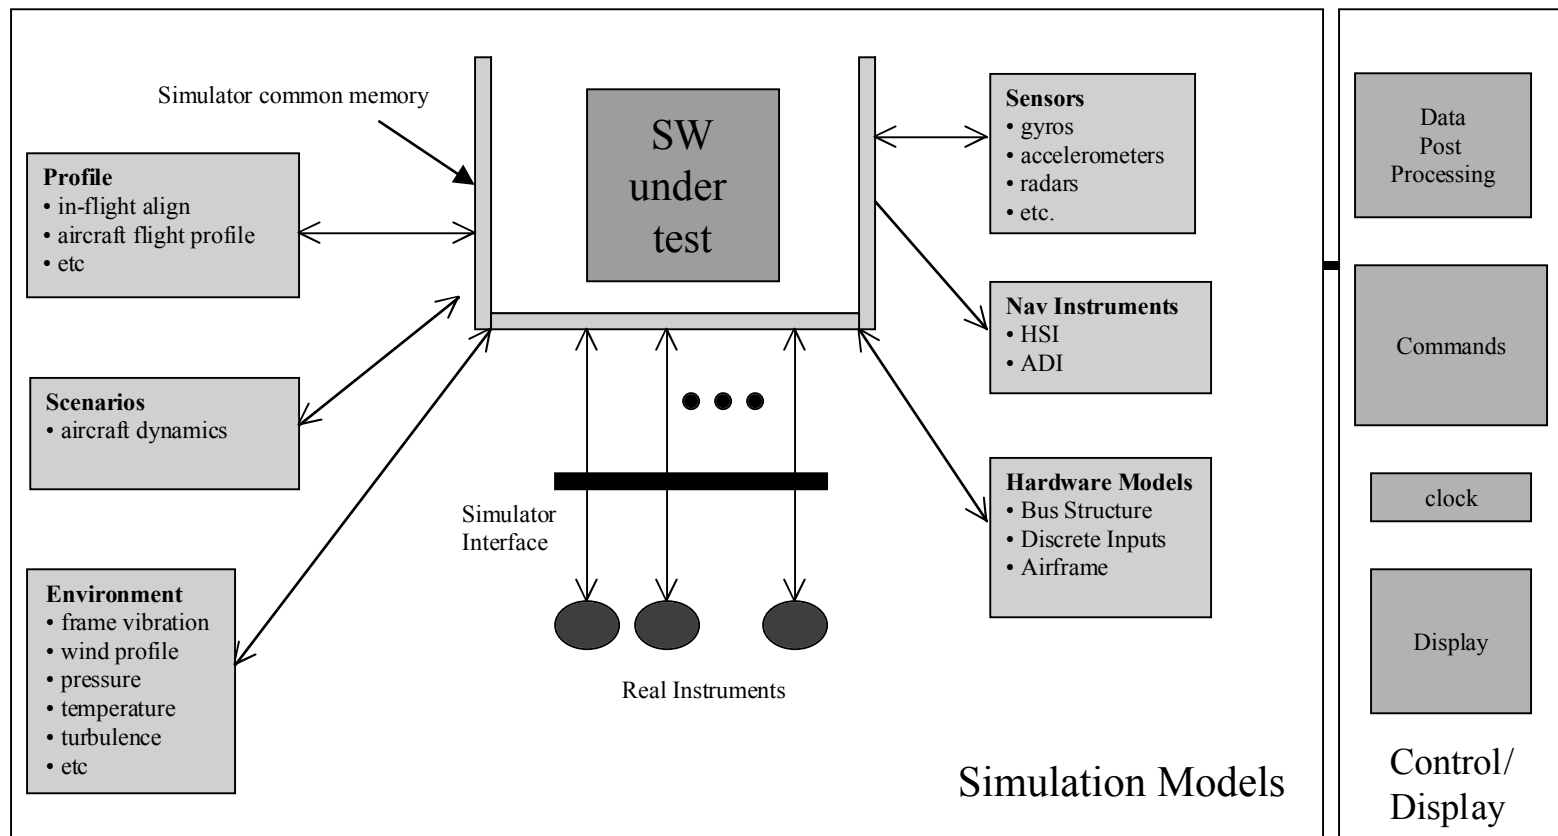 Simulator common memory
Profile
• in-flight align
• aircraft flight profile
• etc
Scenarios
• aircraft dynamics
Environment
• frame vibration
• wind profile
• pressure
• temperature
• turbulence
• etc
SW
under
test
Simulator
Interface
Real Instruments
Sensors
• gyros
• accelerometers
• radars
• etc.
Nav Instruments
• HSI
• ADI
Hardware Models
• Bus Structure
• Discrete Inputs
• Airframe
Simulation Models
Data
Post
Processing
Commands
clock
Display
Control/
Display